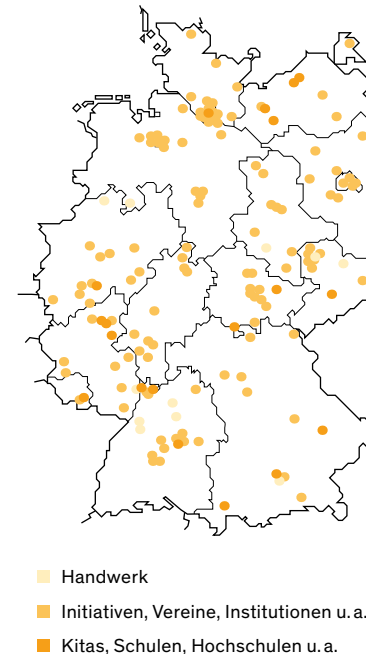 Handwerk
Initiativen, Vereine, Institutionen u. a.
Kitas, Schulen, Hochschulen u. a.